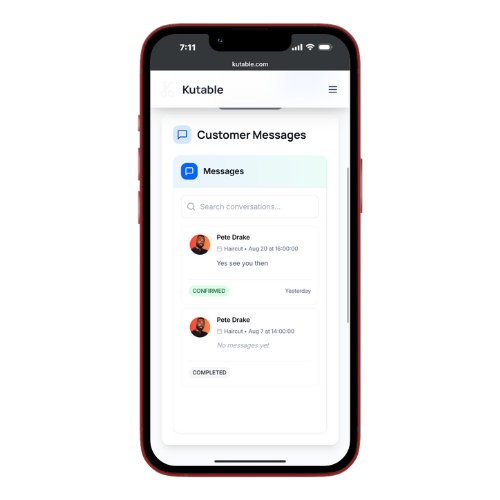 7:11
kutable.com
Kutable
Customer Messages
Messages
Search conversations...
Pete Drake
Haircut • Aug 20 at 16:00:00
Yes see you then
CONFIRMED
Yesterday
Pete Drake
Haircut • Aug 7 at 14:00:00
No messages yet
COMPLETED